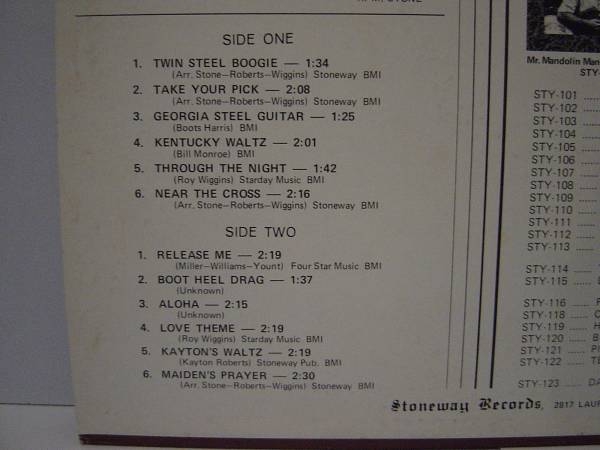 SIDE ONE
1. TWIN STEEL BOOGIE — 1:34
(Arr. Stone-Roberts-Wiggins) Stoneway BMI
2. TAKE YOUR PICK — 2:08
(Arr. Stone-Roberts-Wiggins) Stoneway BMI
3. GEORGIA STEEL GUITAR — 1:25
(Boots Harris) BMI
4. KENTUCKY WALTZ — 2:01
(Bill Monroe) BMI
5. THROUGH THE NIGHT — 1:42
(Roy Wiggins) Starday Music BMI
6. NEAR THE CROSS — 2:16
(Arr. Stone-Roberts-Wiggins) Stoneway BMI
SIDE TWO
1. RELEASE ME — 2:19
(Miller-Williams-Yount) Four Star Music BMI
2. BOOT HEEL DRAG — 1:37
(Unknown)
3. ALOHA — 2:15
(Unknown)
4. LOVE THEME — 2:19
(Roy Wiggins) Starday Music BMI
5. KAYTON'S WALTZ — 2:19
(Kayton Roberts) Stoneway Pub. BMI
6. MAIDEN'S PRAYER — 2:30
(Arr. Stone-Roberts-Wiggins) Stoneway BMI
Stoneway Records, 2817 LAU
Mr. Mandolin Man
STY-
STY-101 ....
STY-102 ....
STY-103 ....
STY-104 ....
STY-105 ....
STY-106 ....
STY-107 ....
STY-108 ....
STY-109 ....
STY-110 ....
STY-111 ....
STY-112 ....
STY-113 ....
STY-114 ....
STY-115 ....
STY-116 ....
STY-118 ....
STY-119 ....
STY-120 ....
STY-121 ....
STY-122 .... TE
STY-123 .... DA